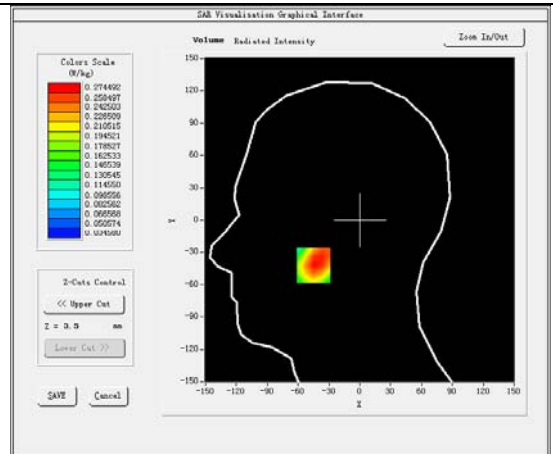 SAR Visualisation Graphical Interface
Volume Radiated Intensity
Zoom In/Out
Colors Scale
(W/kg)
0.274492
0.258497
0.242503
0.226509
0.210515
0.194521
0.178527
0.162533
0.146539
0.130545
0.114550
0.098556
0.082562
0.066568
0.050574
0.034580
Z-Cuts Control
<< Upper Cut
Z = 3.5 mm
Lower Cut >>
SAVE
Cancel
150
120
90
60
30
0
-30
-60
-90
-120
-150
Y
-150 -120 -90 -60 -30 0 30 60 90 120 150
X